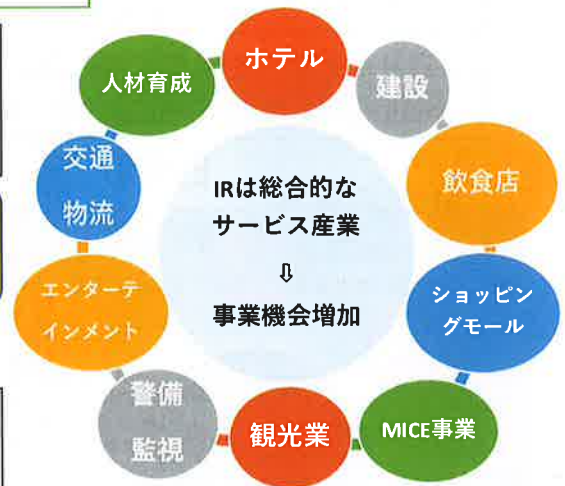 ホテル
建設
飲食店
ショッピン
グモール
MICE事業
観光業
警備
監視
エンターテ
インメント
交通
物流
人材育成
IRは総合的な
サービス産業
⇩
事業機会増加